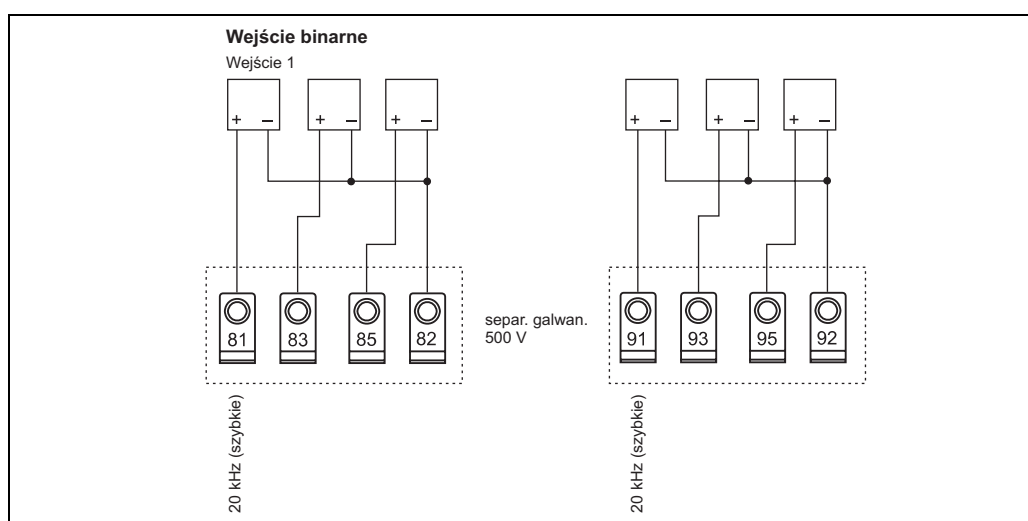 Wejście binarne
Wejście 1
+ – + – + –
+ – + – + –
81 83 85 82
separ. galwan.
500 V
91 93 95 92
20 kHz (szybkie)
20 kHz (szybkie)